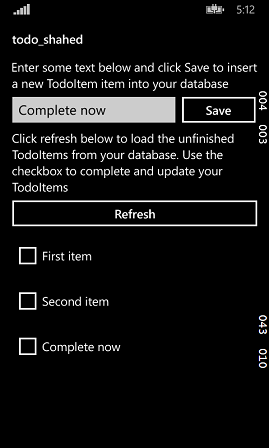 5:12
todo_shahed
Enter some text below and click Save to insert
a new TodoItem item into your database
Complete now
Save
004
003
Click refresh below to load the unfinished
TodoItems from your database. Use the
checkbox to complete and update your
TodoItems
Refresh
First item
Second item
Complete now
043
010